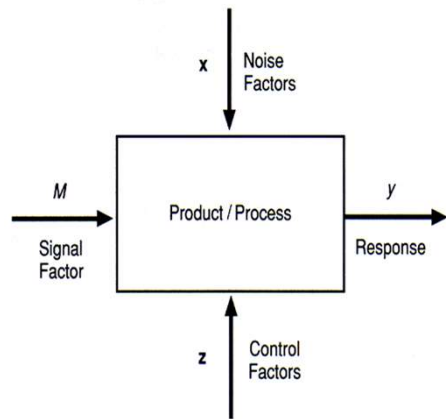 x
Noise
Factors
M
Product / Process
y
Signal
Factor
Response
z
Control
Factors